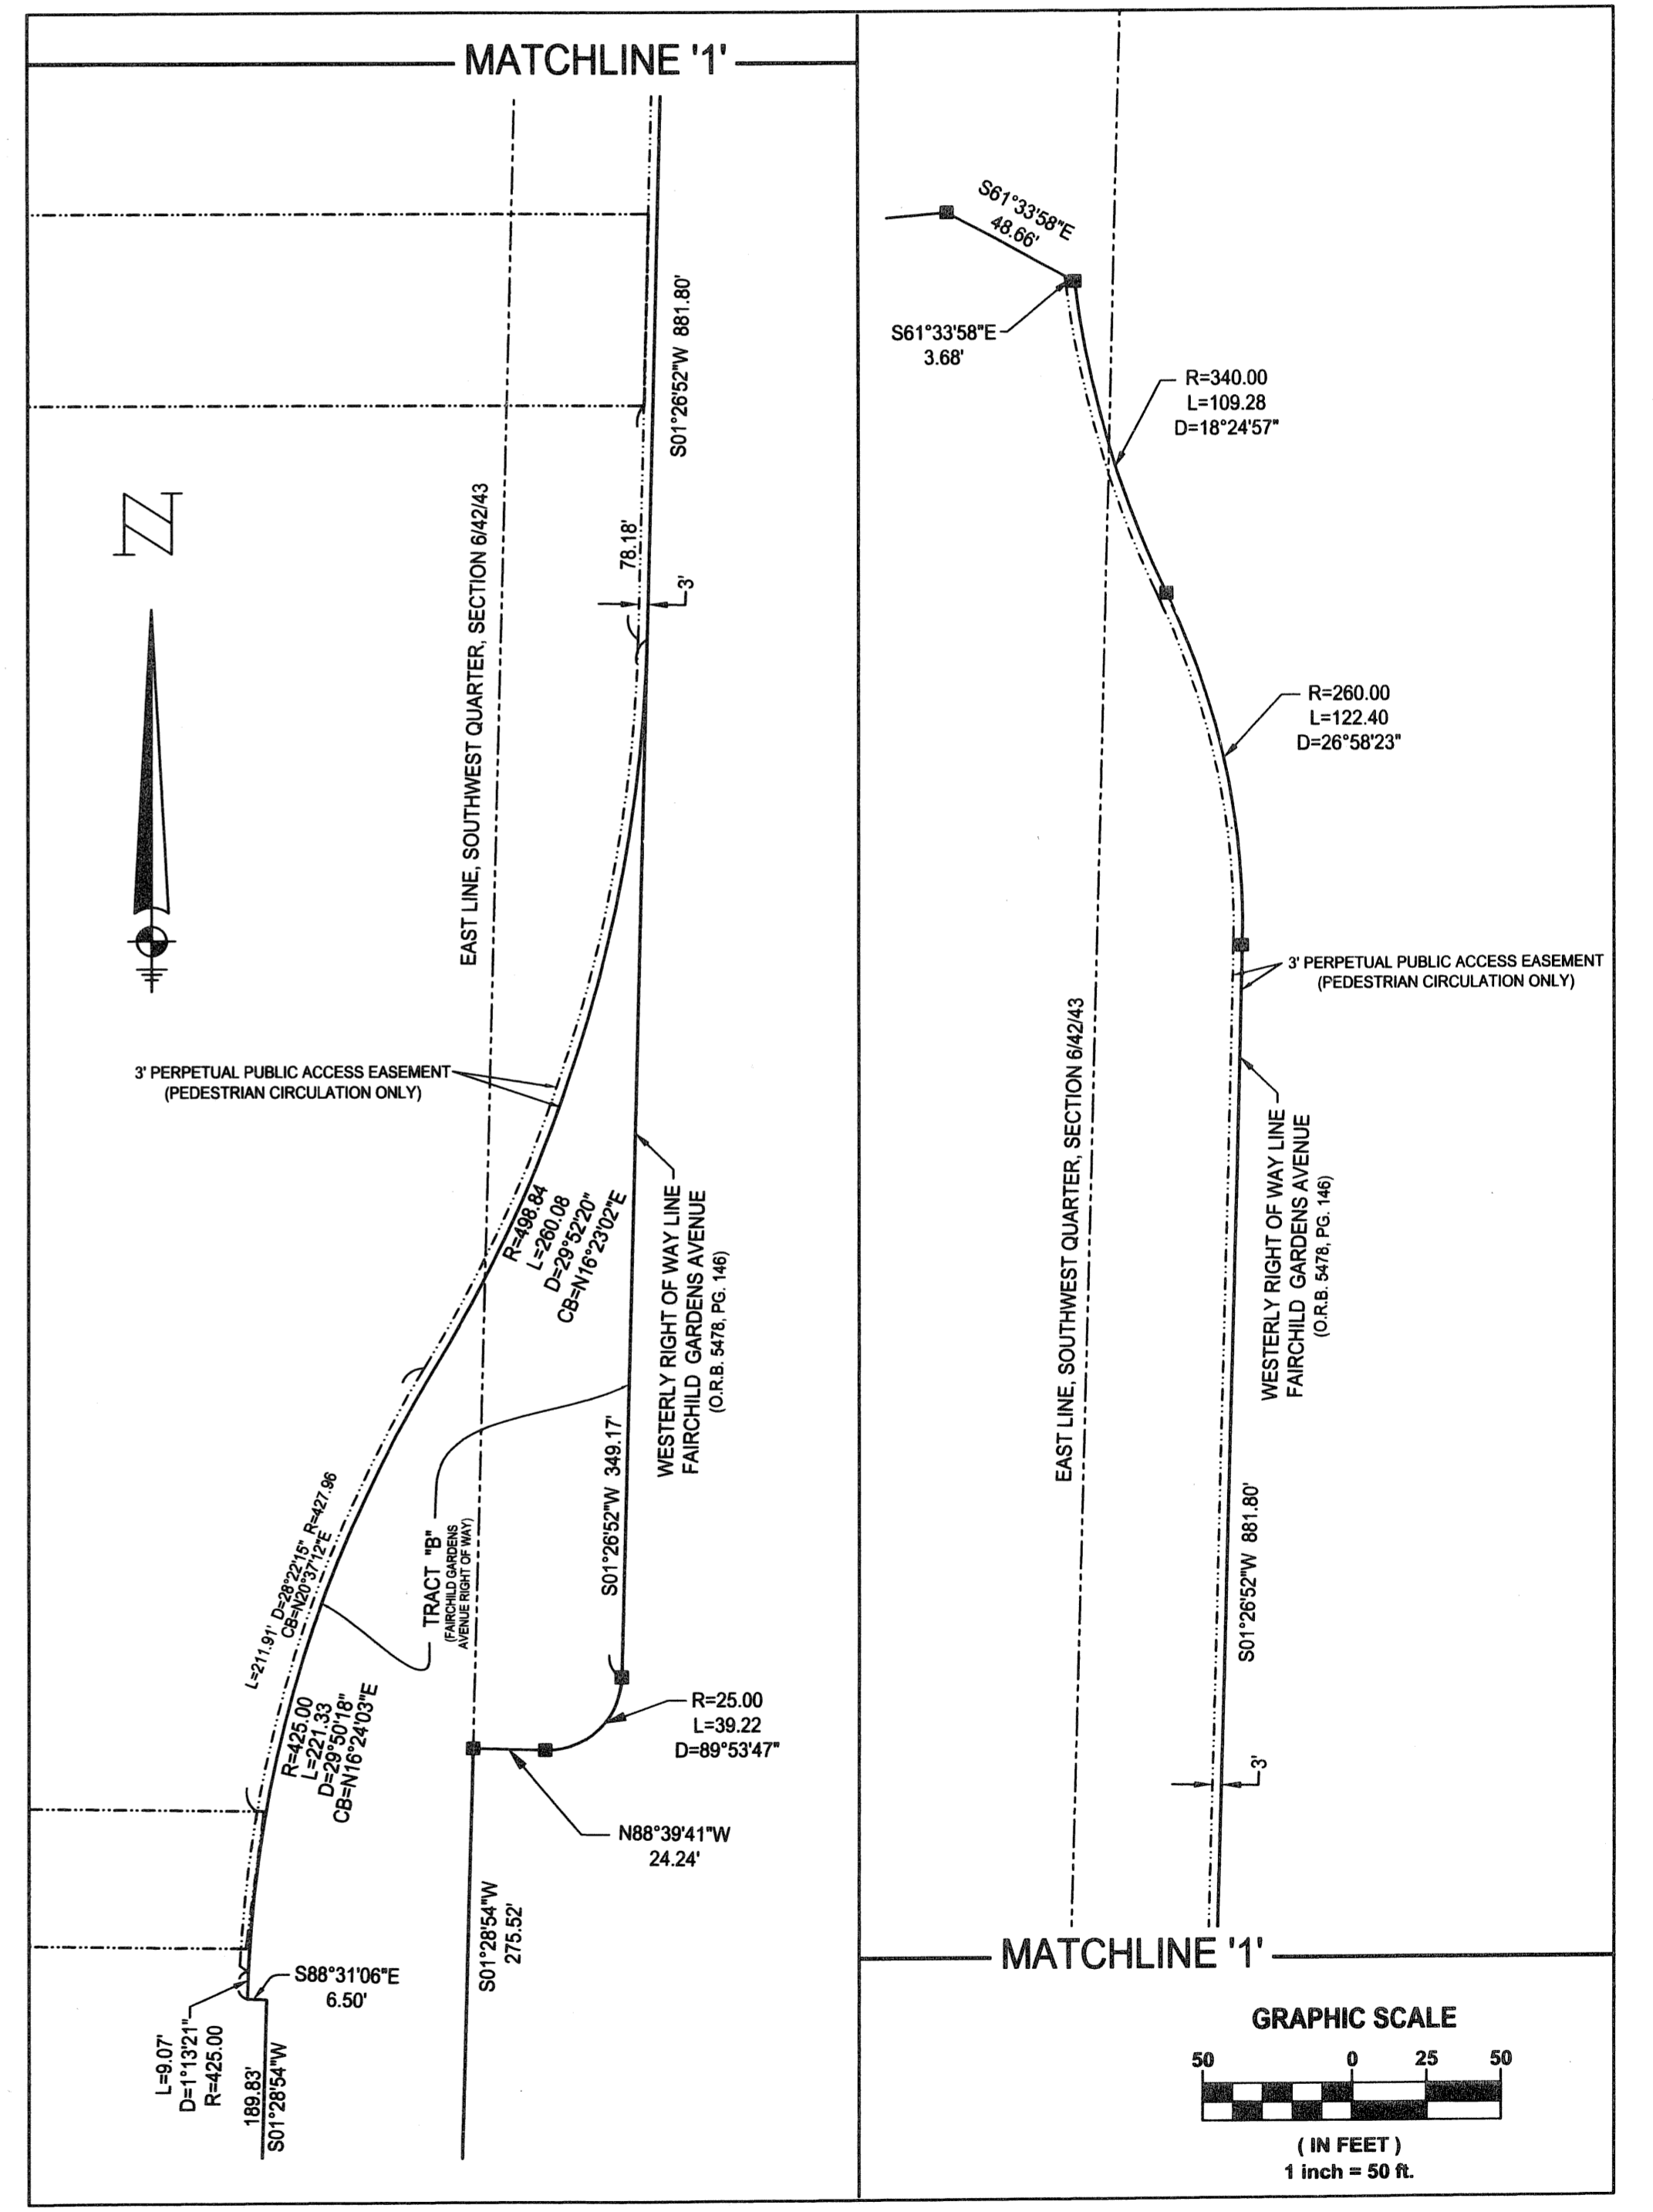 MATCHLINE '1'
S01°26'52"W 881.80'
EAST LINE, SOUTHWEST QUARTER, SECTION 6/42/43
N
78.18'
3'
3' PERPETUAL PUBLIC ACCESS EASEMENT
(PEDESTRIAN CIRCULATION ONLY)
R=498.84
L=260.08
D=29°52'20"
CB=N16°23'02"E
WESTERLY RIGHT OF WAY LINE
FAIRCHILD GARDENS AVENUE
(O.R.B. 5478, PG. 146)
S01°26'52"W 349.17'
L=211.91' D=28°22'15" R=427.96
CB=N20°37'12"E
TRACT "B"
(FAIRCHILD GARDENS
AVENUE RIGHT OF WAY)
R=425.00
L=221.33
D=29°50'18"
CB=N16°24'03"E
R=25.00
L=39.22
D=89°53'47"
N88°39'41"W
24.24'
S01°28'54"W
275.52'
S88°31'06"E
6.50'
L=9.07'
D=1°13'21"
R=425.00
189.83'
S01°28'54"W
S61°33'58"E
48.66'
S61°33'58"E
3.68'
R=340.00
L=109.28
D=18°24'57"
R=260.00
L=122.40
D=26°58'23"
3' PERPETUAL PUBLIC ACCESS EASEMENT
(PEDESTRIAN CIRCULATION ONLY)
EAST LINE, SOUTHWEST QUARTER, SECTION 6/42/43
WESTERLY RIGHT OF WAY LINE
FAIRCHILD GARDENS AVENUE
(O.R.B. 5478, PG. 146)
S01°26'52"W 881.80'
3'
MATCHLINE '1'
GRAPHIC SCALE
50 0 25 50
( IN FEET )
1 inch = 50 ft.